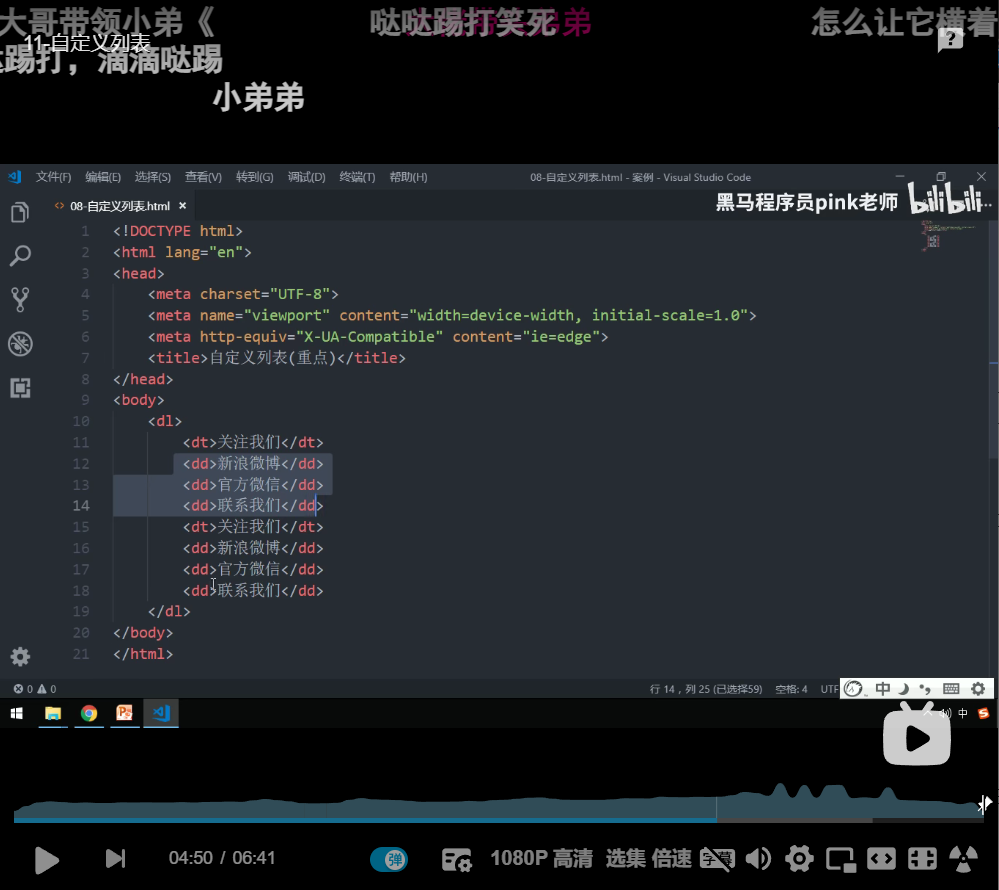 大哥带领小弟《
哒哒踢打笑死
弟
怎么让它横着
11-自定义列表
踢打，滴滴哒踢
小弟弟
文件(F) 编辑(E) 选择(S) 查看(V) 转到(G) 调试(D) 终端(T) 帮助(H) 08-自定义列表.html - 案例 - Visual Studio Code
08-自定义列表.html ×
黑马程序员pink老师 bilibili
1 <!DOCTYPE html>
2 <html lang="en">
3 <head>
4 <meta charset="UTF-8">
5 <meta name="viewport" content="width=device-width, initial-scale=1.0">
6 <meta http-equiv="X-UA-Compatible" content="ie=edge">
7 <title>自定义列表(重点)</title>
8 </head>
9 <body>
10 <dl>
11 <dt>关注我们</dt>
12 <dd>新浪微博</dd>
13 <dd>官方微信</dd>
14 <dd>联系我们</dd>
15 <dt>关注我们</dt>
16 <dd>新浪微博</dd>
17 <dd>官方微信</dd>
18 <dd>联系我们</dd>
19 </dl>
20 </body>
21 </html>
0 0 行 14，列 25 (已选择59) 空格: 4 UTF 中
中
04:50 / 06:41 弹 1080P 高清 选集 倍速 字幕